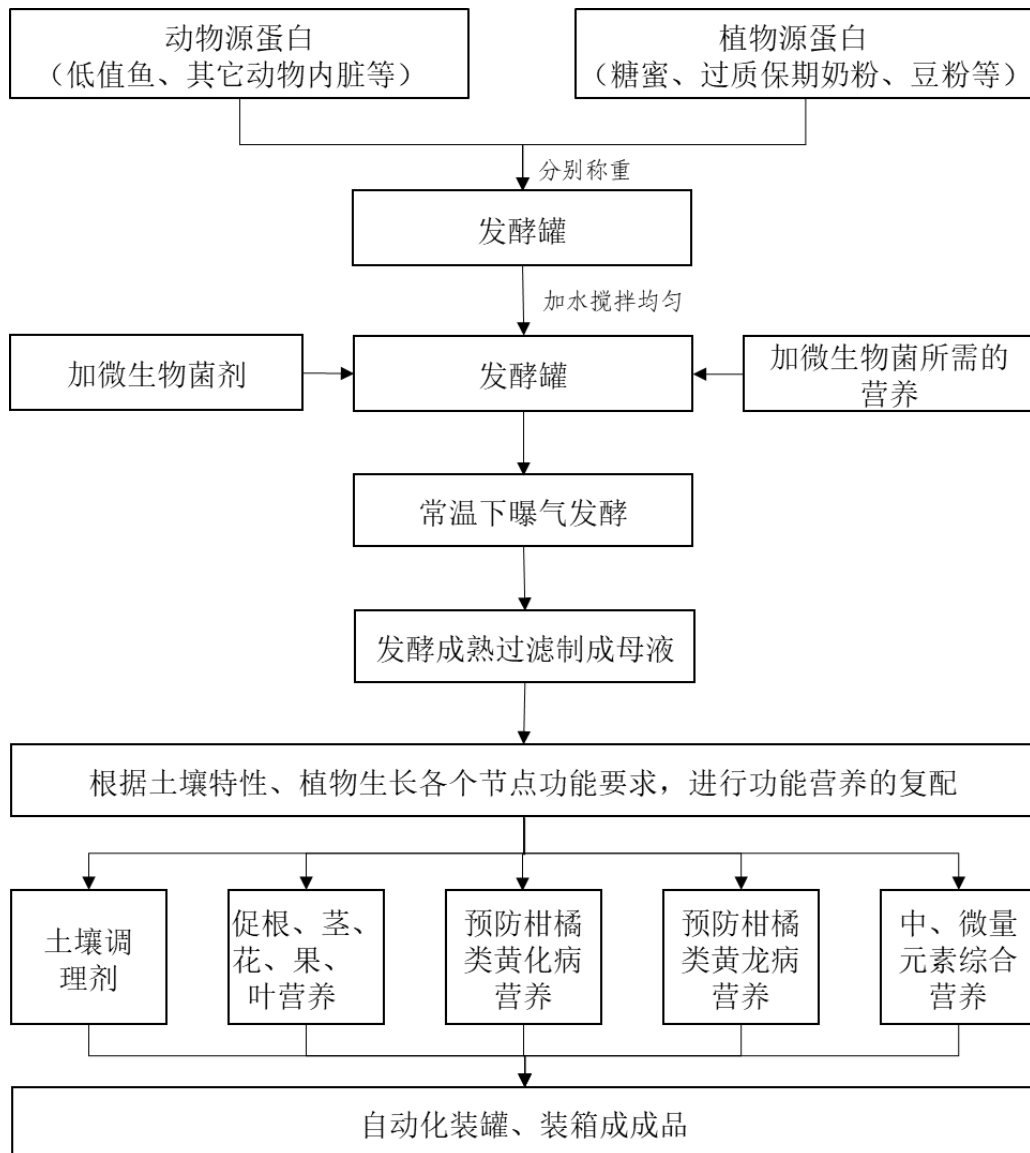 动物源蛋白
（低值鱼、其它动物内脏等）
植物源蛋白
（糖蜜、过质保期奶粉、豆粉等）
分别称重
发酵罐
加水搅拌均匀
加微生物菌剂
发酵罐
加微生物菌所需的
营养
常温下曝气发酵
发酵成熟过滤制成母液
根据土壤特性、植物生长各个节点功能要求，进行功能营养的复配
土壤调
理剂
促根、茎、
花、果、
叶营养
预防柑橘
类黄化病
营养
预防柑橘
类黄龙病
营养
中、微量
元素综合
营养
自动化装罐、装箱成成品